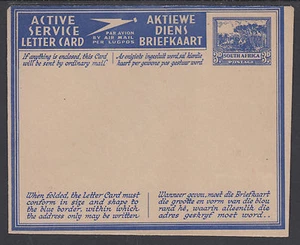 ACTIVE
SERVICE
LETTER CARD
PAR AVION
BY AIR MAIL
PER LUGPOS
AKTIEWE
DIENS
BRIEFKAART
If anything is enclosed, this Card
will be sent by ordinary mail
As enigiets ingesluit word, sal hierdie
kaart per gewone pos gestuur word
SOUTH AFRICA
POSTAGE
When folded, the Letter Card must
conform in size and shape to
the blue border, within which
the address only may be written
Wanneer gevou, moet die Briefkaart
die grootte en vorm van die blou
rand hê, waarin alleenlik die
adres geskryf moet word